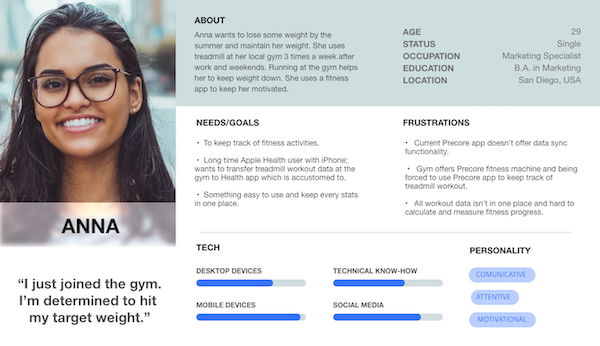 ABOUT
Anna wants to lose some weight by the
summer and maintain her weight. She uses
treadmill at her local gym 3 times a week after
work and weekends. Running at the gym helps
her to keep weight down. She uses a fitness
app to keep her motivated.
AGE 29
STATUS Single
OCCUPATION Marketing Specialist
EDUCATION B.A. in Marketing
LOCATION San Diego, USA
NEEDS/GOALS
• To keep track of fitness activities.
• Long time Apple Health user with iPhone;
wants to transfer treadmill workout data at the
gym to Health app which is accustomed to.
• Something easy to use and keep every stats
in one place.
FRUSTRATIONS
• Current Precore app doesn't offer data sync
functionality.
• Gym offers Precore fitness machine and being
forced to use Precore app to keep track of
treadmill workout.
• All workout data isn't in one place and hard to
calculate and measure fitness progress.
ANNA
"I just joined the gym.
I'm determined to hit
my target weight."
TECH
DESKTOP DEVICES
TECHNICAL KNOW-HOW
MOBILE DEVICES
SOCIAL MEDIA
PERSONALITY
COMUNICATIVE
ATTENTIVE
MOTIVATIONAL